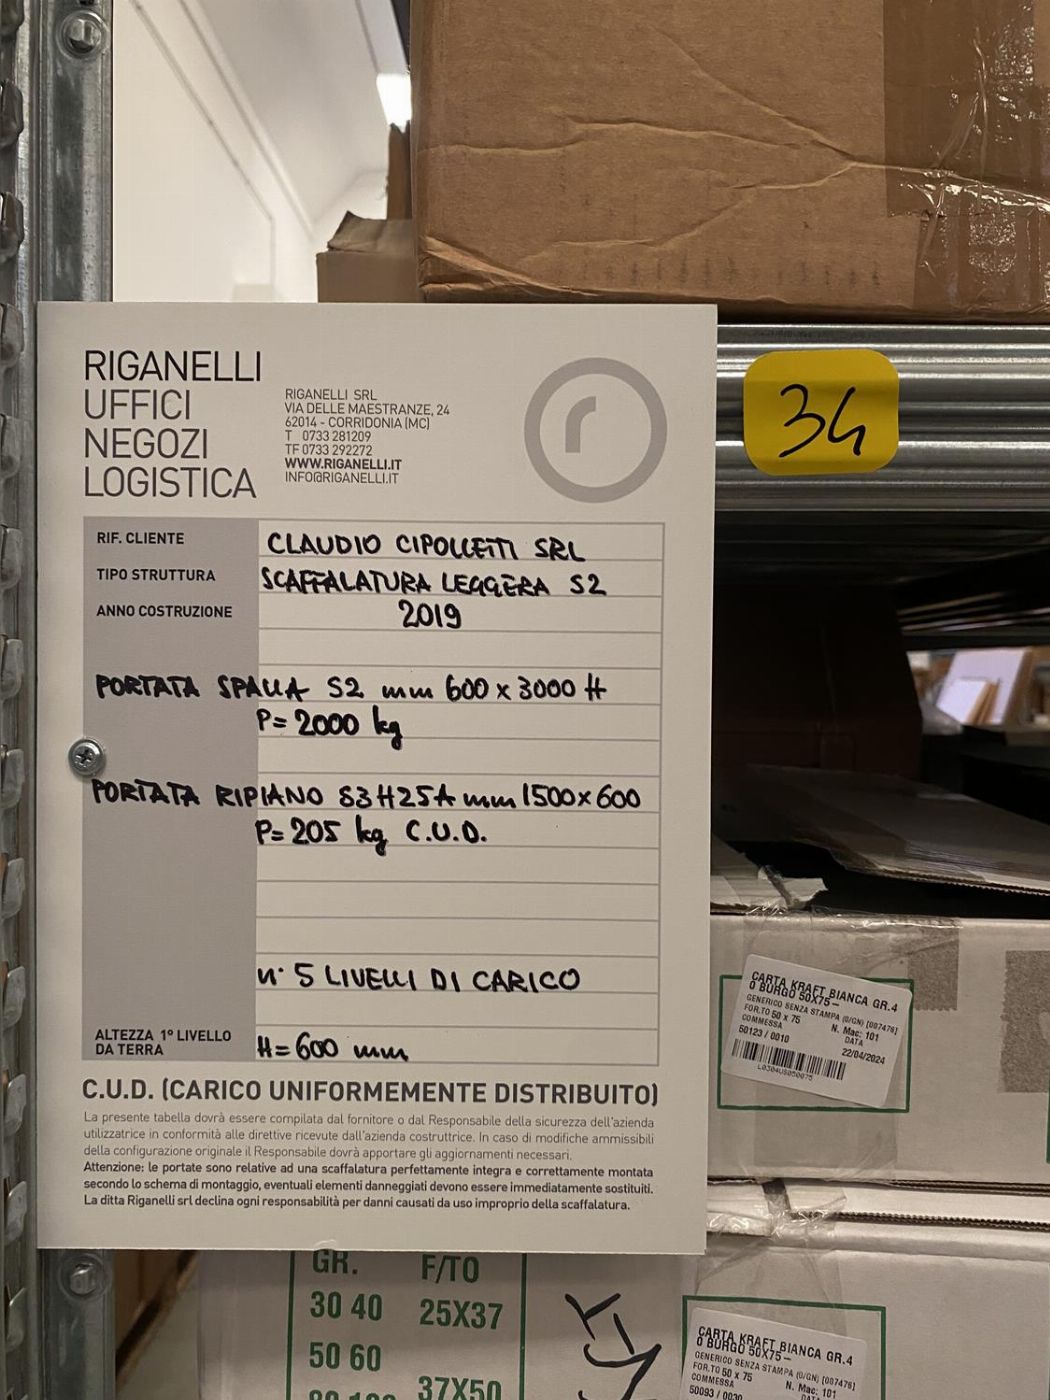 RIGANELLI
UFFICI
NEGOZI
LOGISTICA
RIGANELLI SRL
VIA DELLE MAESTRANZE, 24
62014 - CORRIDONIA (MC)
T 0733 281209
TF 0733 292272
WWW.RIGANELLI.IT
INFO@RIGANELLI.IT
r
34
RIF. CLIENTE CLAUDIO CIPOLLETTI SRL
TIPO STRUTTURA SCAFFALATURA LEGGERA S2
ANNO COSTRUZIONE 2019
PORTATA SPALLA S2 mm 600 x 3000 H
P= 2000 kg
PORTATA RIPIANO S3H25A mm 1500x600
P= 205 kg C.U.D.
n° 5 LIVELLI DI CARICO
ALTEZZA 1° LIVELLO
DA TERRA H= 600 mm
C.U.D. (CARICO UNIFORMEMENTE DISTRIBUITO)
La presente tabella dovrà essere compilata dal fornitore o dal Responsabile della sicurezza dell'azienda
utilizzatrice in conformità alle direttive ricevute dall'azienda costruttrice. In caso di modifiche ammissibili
della configurazione originale il Responsabile dovrà apportare gli aggiornamenti necessari.
Attenzione: le portate sono relative ad una scaffalatura perfettamente integra e correttamente montata
secondo lo schema di montaggio, eventuali elementi danneggiati devono essere immediatamente sostituiti.
La ditta Riganelli srl declina ogni responsabilità per danni causati da uso improprio della scaffalatura.
CARTA KRAFT BIANCA GR.4
0 BURGO 50X75-
GENERICO SENZA STAMPA (0/GN) [007476]
FOR.TO 50 x 75 N. Mac: 101
COMMESSA DATA
50123 / 0010 22/04/2024
L0304US050075
GR. F/TO
30 40 25X37
50 60
37X50
CARTA KRAFT BIANCA GR.4
0 BURGO 50X75-
GENERICO SENZA STAMPA (0/GN) [007476]
FOR.TO 50 x 75 N. Mac: 101
COMMESSA DATA
50093 / 0030